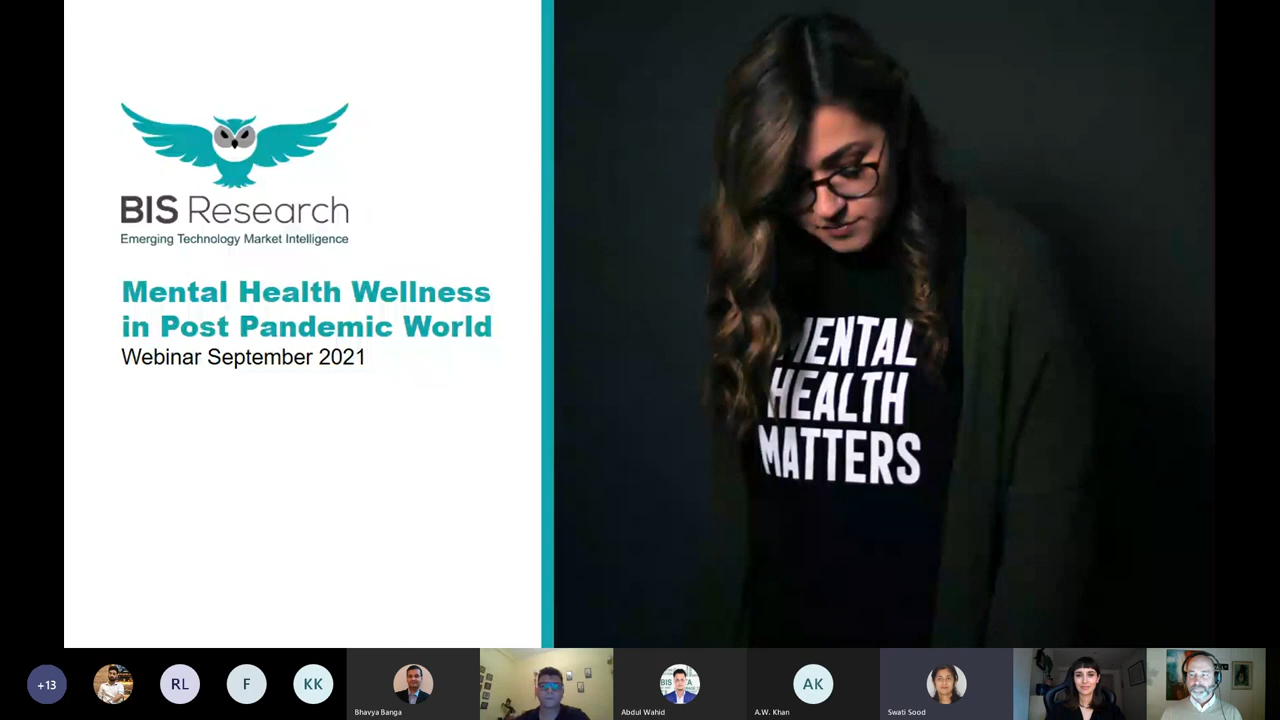 BIS Research
Emerging Technology Market Intelligence
Mental Health Wellness
in Post Pandemic World
Webinar September 2021
MENTAL
HEALTH
MATTERS
+13
RL
F
KK
Bhavya Banga
Abdul Wahid
AK
A.W. Khan
Swati Sood